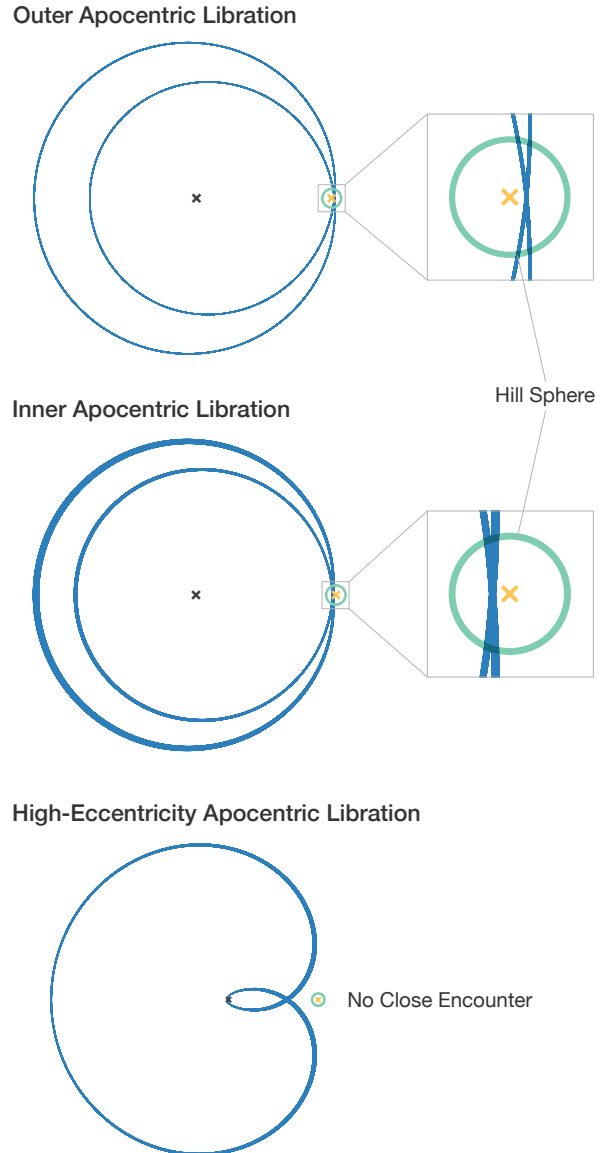 Outer Apocentric Libration
Hill Sphere
Inner Apocentric Libration
High-Eccentricity Apocentric Libration
No Close Encounter